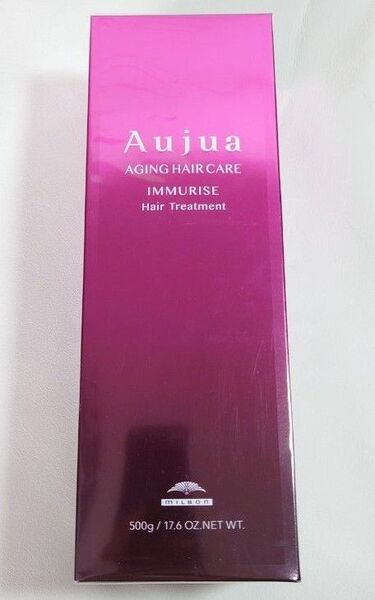 Aujua
AGING HAIR CARE
IMMURISE
Hair Treatment
milbon
500g / 17.6 OZ.NET WT.